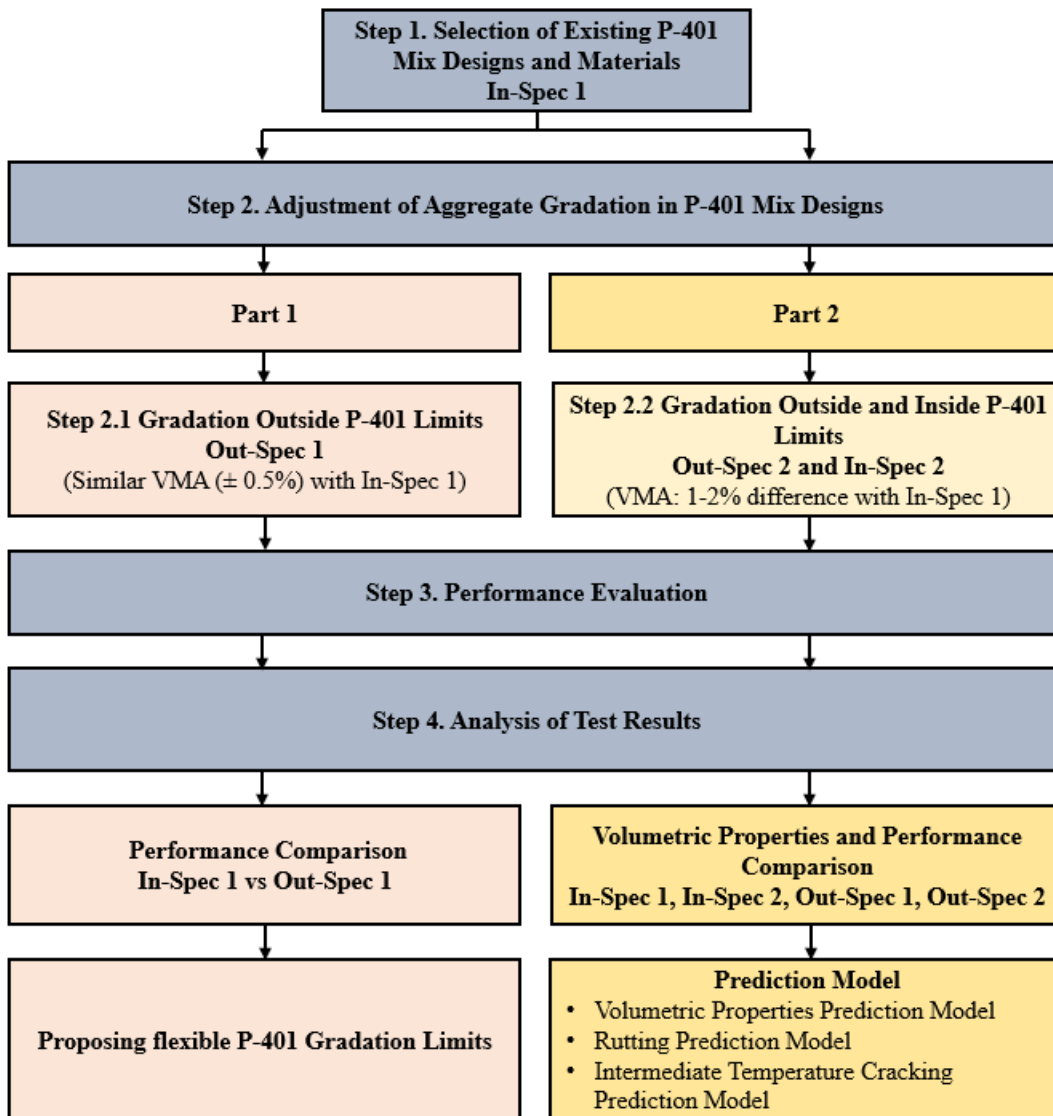 Step 1. Selection of Existing P-401
Mix Designs and Materials
In-Spec 1
Step 2. Adjustment of Aggregate Gradation in P-401 Mix Designs
Part 1
Part 2
Step 2.1 Gradation Outside P-401 Limits
Out-Spec 1
(Similar VMA (± 0.5%) with In-Spec 1)
Step 2.2 Gradation Outside and Inside P-401
Limits
Out-Spec 2 and In-Spec 2
(VMA: 1-2% difference with In-Spec 1)
Step 3. Performance Evaluation
Step 4. Analysis of Test Results
Performance Comparison
In-Spec 1 vs Out-Spec 1
Volumetric Properties and Performance
Comparison
In-Spec 1, In-Spec 2, Out-Spec 1, Out-Spec 2
Proposing flexible P-401 Gradation Limits
Prediction Model
• Volumetric Properties Prediction Model
• Rutting Prediction Model
• Intermediate Temperature Cracking
Prediction Model